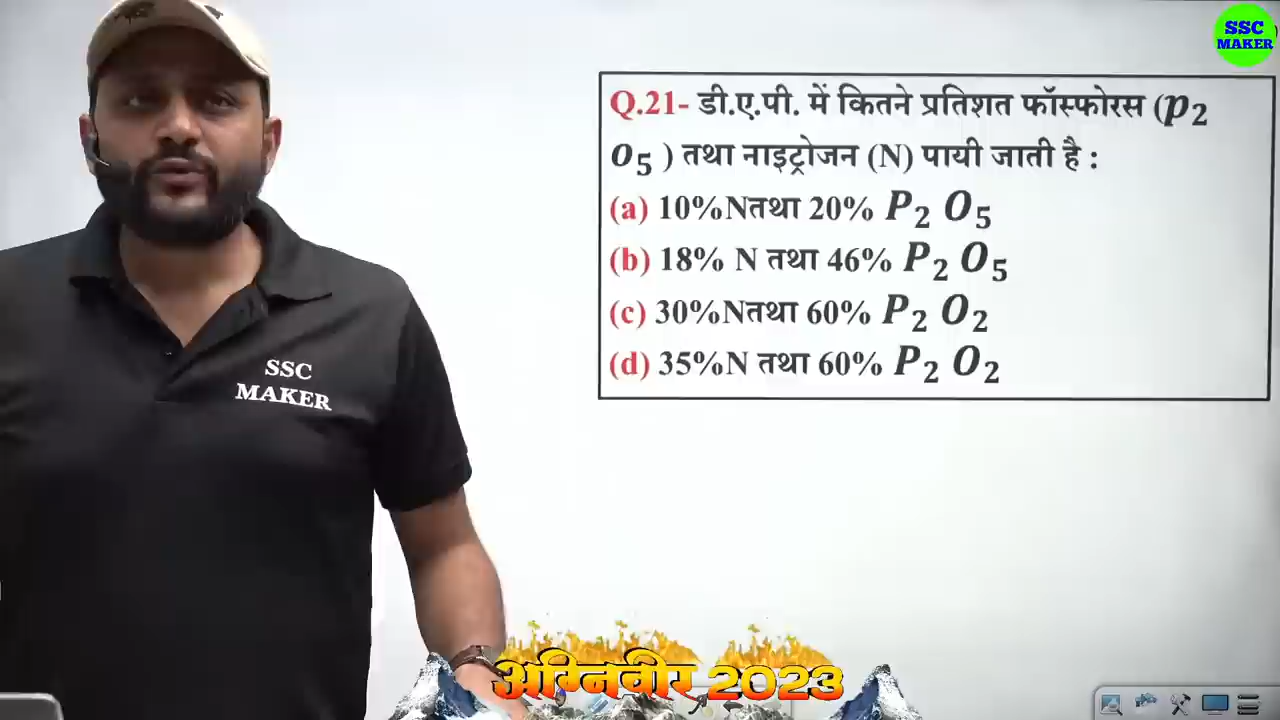 SSC
MAKER
Q.21- डी.ए.पी. में कितने प्रतिशत फॉस्फोरस (p₂
o₅ ) तथा नाइट्रोजन (N) पायी जाती है :
(a) 10%Nतथा 20% P₂ O₅
(b) 18% N तथा 46% P₂ O₅
(c) 30%Nतथा 60% P₂ O₂
(d) 35%N तथा 60% P₂ O₂
SSC
MAKER
अग्निवीर 2023